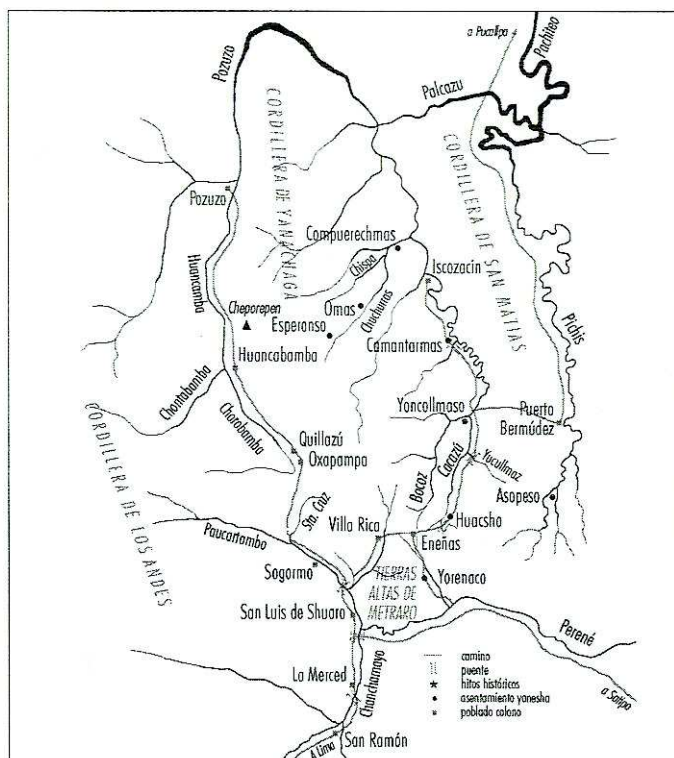 a Pucallpa
Pachitea
Pozuzo
Palcazu
CORDILLERA DE YANACHAGA
CORDILLERA DE SAN MATIAS
Pozuzo
Compuerechmas
Chispa
Iscozacín
Huancamba
Cheporepen
Omas
Chuchurras
Esperanso
Camantarmas
Pichis
Huancabamba
Chontabamba
Chorobamba
Yoncollmaso
Puerto
Bermúdez
CORDILLERA DE LOS ANDES
Quillazú
Oxapampa
Cacazú
Yucullmaz
Bocaz
Asopeso
Sta. Cruz
Villa Rica
Huacsho
Paucartambo
Eneñas
Sogormo
TIERRAS
ALTAS DE
METRARO
Yorenaco
San Luis de Shuaro
Perené
La Merced
Chanchamayo
camino
puente
hitos históricos
asentamiento yanesha
poblado colono
a Satipo
A Lima
San Ramón